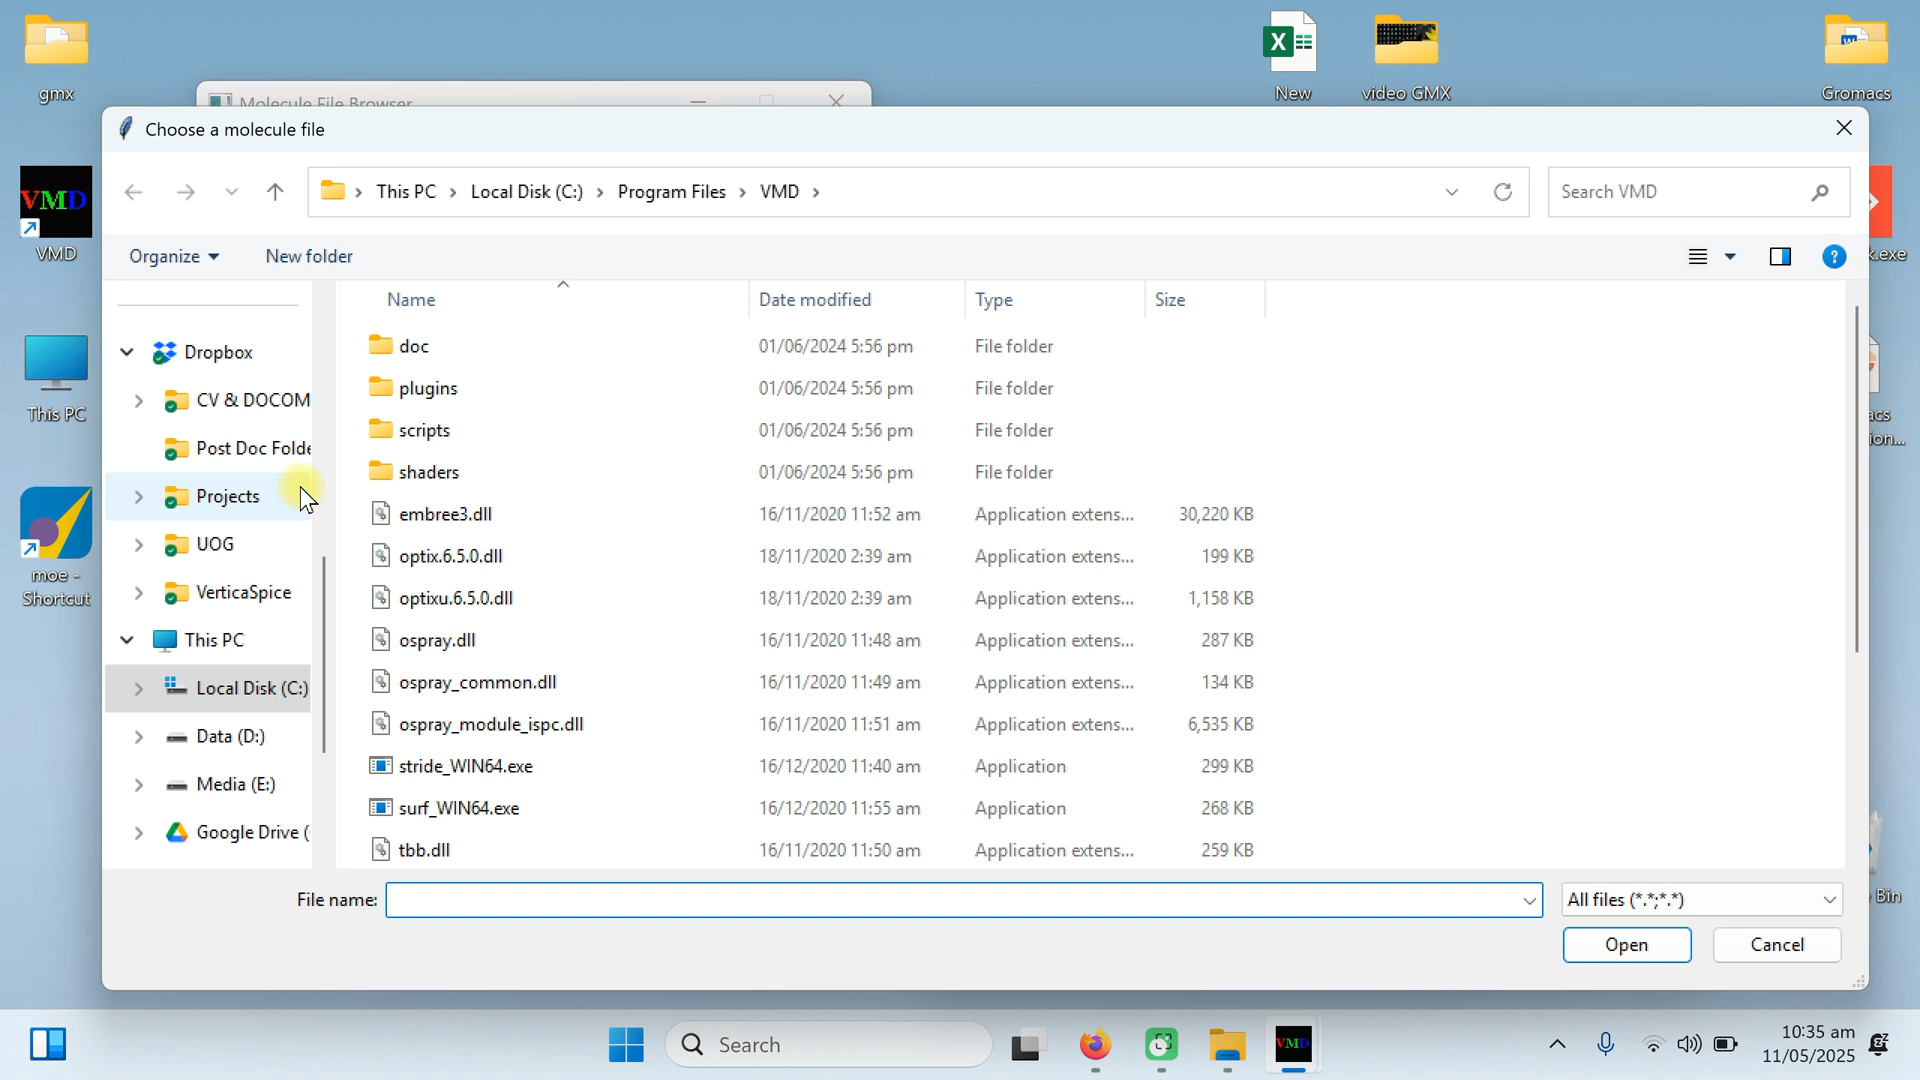 gmx
New
video GMX
Gromacs
Molecule File Browser
Choose a molecule file
This PC
Local Disk (C:)
Program Files
VMD
Search VMD
VMD
VMD
k.exe
Organize
New folder
Name
Date modified
Type
Size
Dropbox
CV & DOCOM
Post Doc Folde
Projects
UOG
VerticaSpice
This PC
Local Disk (C:)
Data (D:)
Media (E:)
Google Drive (
doc 01/06/2024 5:56 pm File folder
plugins 01/06/2024 5:56 pm File folder
scripts 01/06/2024 5:56 pm File folder
shaders 01/06/2024 5:56 pm File folder
embree3.dll 16/11/2020 11:52 am Application extens... 30,220 KB
optix.6.5.0.dll 18/11/2020 2:39 am Application extens... 199 KB
optixu.6.5.0.dll 18/11/2020 2:39 am Application extens... 1,158 KB
ospray.dll 16/11/2020 11:48 am Application extens... 287 KB
ospray_common.dll 16/11/2020 11:49 am Application extens... 134 KB
ospray_module_ispc.dll 16/11/2020 11:51 am Application extens... 6,535 KB
stride_WIN64.exe 16/12/2020 11:40 am Application 299 KB
surf_WIN64.exe 16/12/2020 11:55 am Application 268 KB
tbb.dll 16/11/2020 11:50 am Application extens... 259 KB
This PC
moe -
Shortcut
acs
ion...
Bin
File name:
All files (*.*;*.*)
Open
Cancel
Search
VMD
10:35 am
11/05/2025